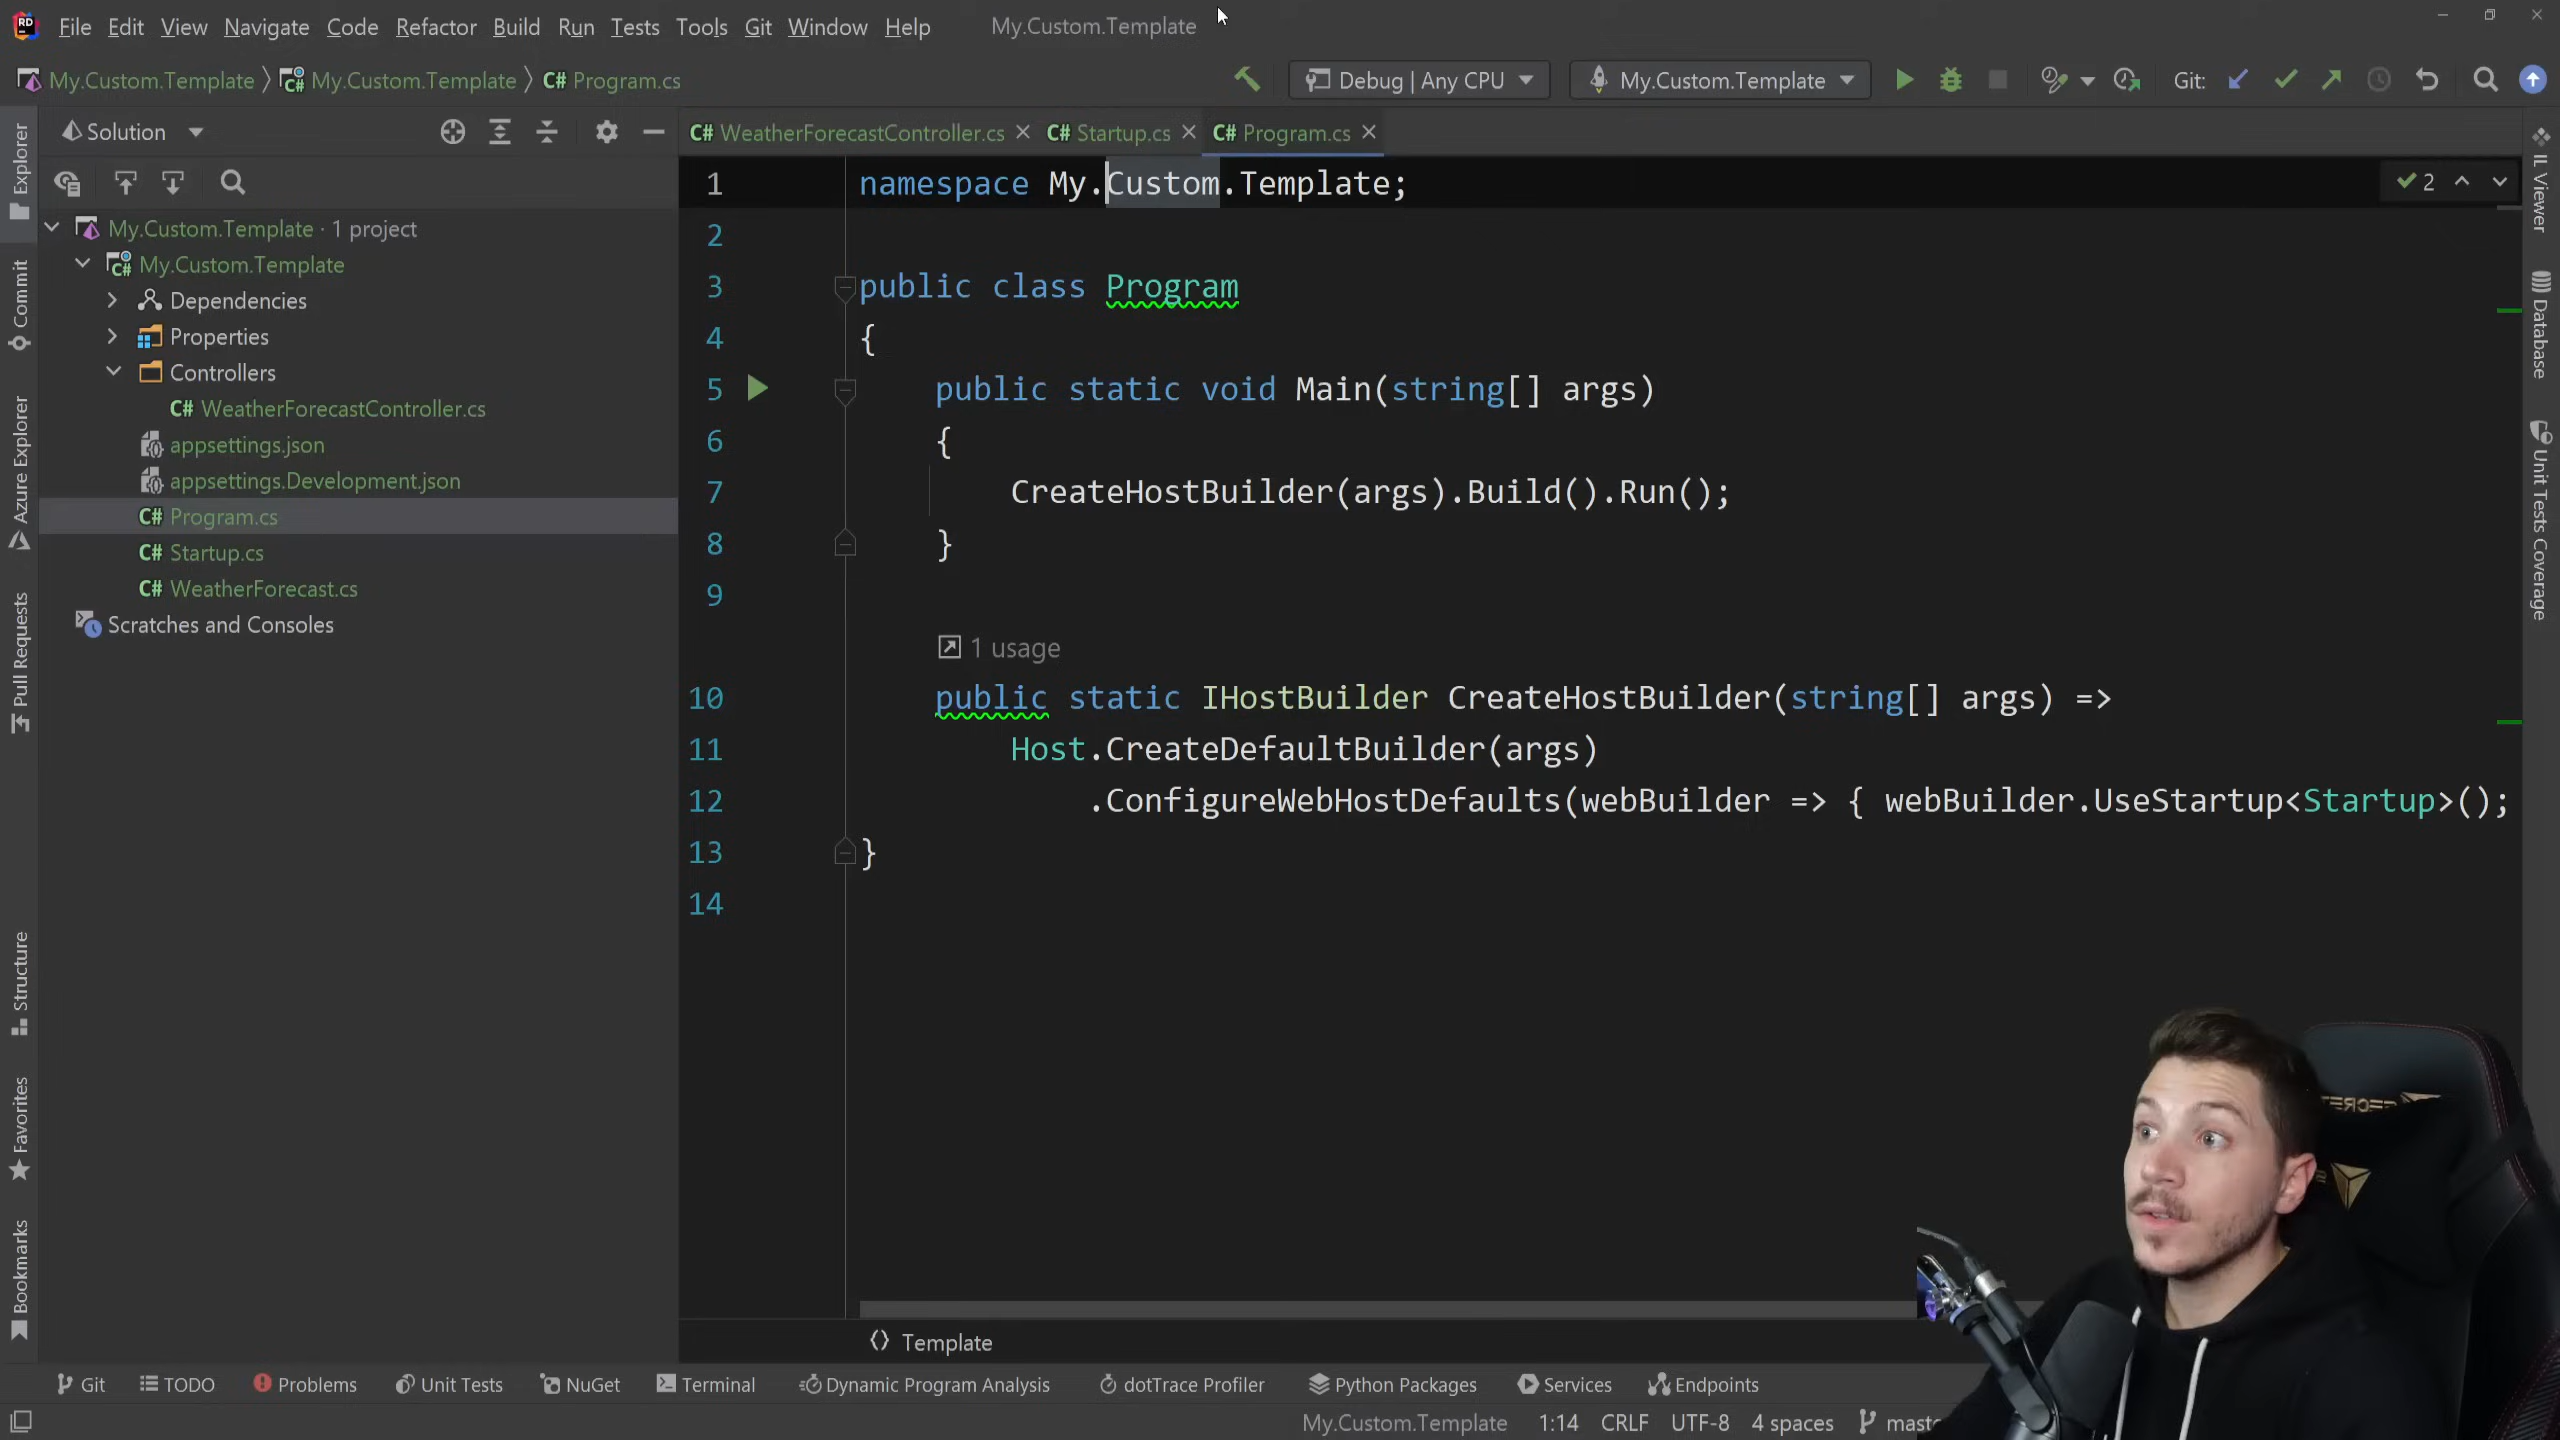 File Edit View Navigate Code Refactor Build Run Tests Tools Git Window Help My.Custom.Template
My.Custom.Template My.Custom.Template C# Program.cs Debug | Any CPU My.Custom.Template Git:
Solution
C# WeatherForecastController.cs C# Startup.cs C# Program.cs
My.Custom.Template · 1 project
My.Custom.Template
Dependencies
Properties
Controllers
C# WeatherForecastController.cs
appsettings.json
appsettings.Development.json
C# Program.cs
C# Startup.cs
C# WeatherForecast.cs
Scratches and Consoles
1 namespace My.Custom.Template;
2
3 public class Program
4 {
5 public static void Main(string[] args)
6 {
7 CreateHostBuilder(args).Build().Run();
8 }
9
1 usage
10 public static IHostBuilder CreateHostBuilder(string[] args) =>
11 Host.CreateDefaultBuilder(args)
12 .ConfigureWebHostDefaults(webBuilder => { webBuilder.UseStartup<Startup>();
13 }
14
2
Template
Explorer
Commit
Azure Explorer
Pull Requests
Structure
Favorites
Bookmarks
IL Viewer
Database
Unit Tests Coverage
Git TODO Problems Unit Tests NuGet Terminal Dynamic Program Analysis dotTrace Profiler Python Packages Services Endpoints
My.Custom.Template 1:14 CRLF UTF-8 4 spaces